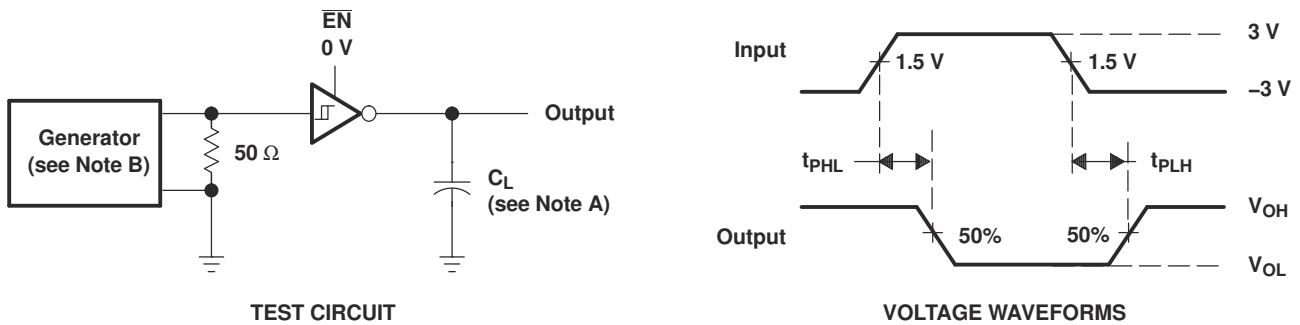 EN
0 V
Generator
(see Note B)
50 Ω
Output
CL
(see Note A)
TEST CIRCUIT
Input
3 V
1.5 V
1.5 V
−3 V
tPHL
tPLH
Output
50%
50%
VOH
VOL
VOLTAGE WAVEFORMS